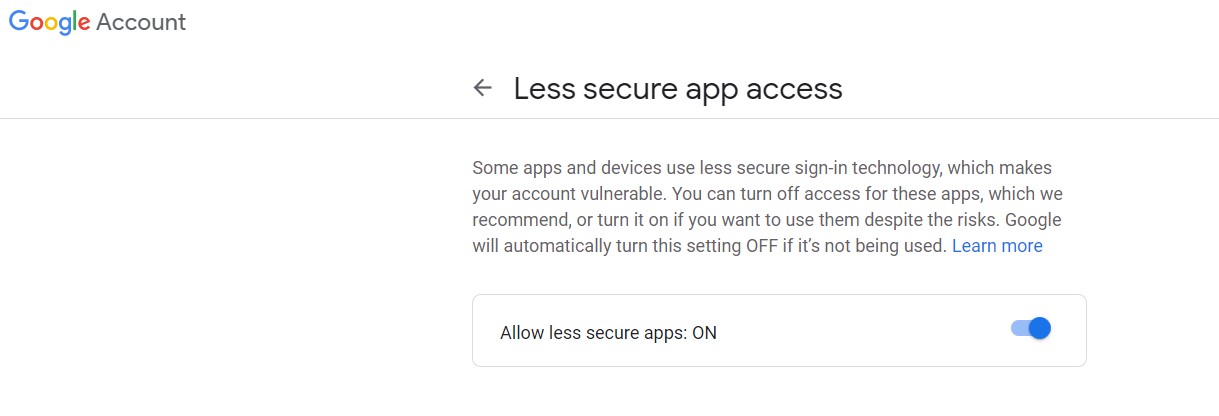 Google Account
Less secure app access
Some apps and devices use less secure sign-in technology, which makes
your account vulnerable. You can turn off access for these apps, which we
recommend, or turn it on if you want to use them despite the risks. Google
will automatically turn this setting OFF if it’s not being used. Learn more
Allow less secure apps: ON